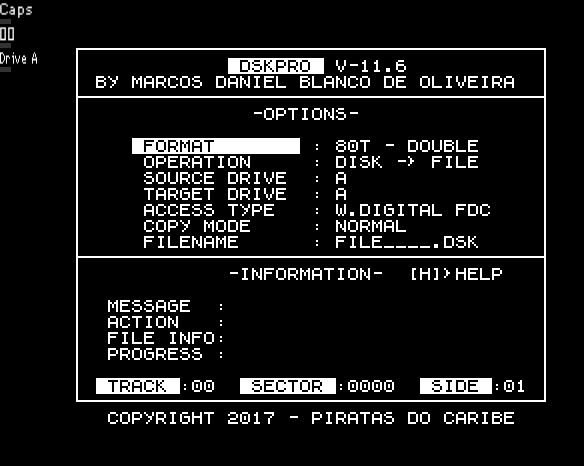 Caps
00
Drive A
DSKPRO V-11.6
BY MARCOS DANIEL BLANCO DE OLIVEIRA
-OPTIONS-
FORMAT : 80T - DOUBLE
OPERATION : DISK -> FILE
SOURCE DRIVE : A
TARGET DRIVE : A
ACCESS TYPE : W.DIGITAL FDC
COPY MODE : NORMAL
FILENAME : FILE____.DSK
-INFORMATION- [H]>HELP
MESSAGE :
ACTION :
FILE INFO:
PROGRESS :
TRACK :00 SECTOR :0000 SIDE :01
COPYRIGHT 2017 - PIRATAS DO CARIBE